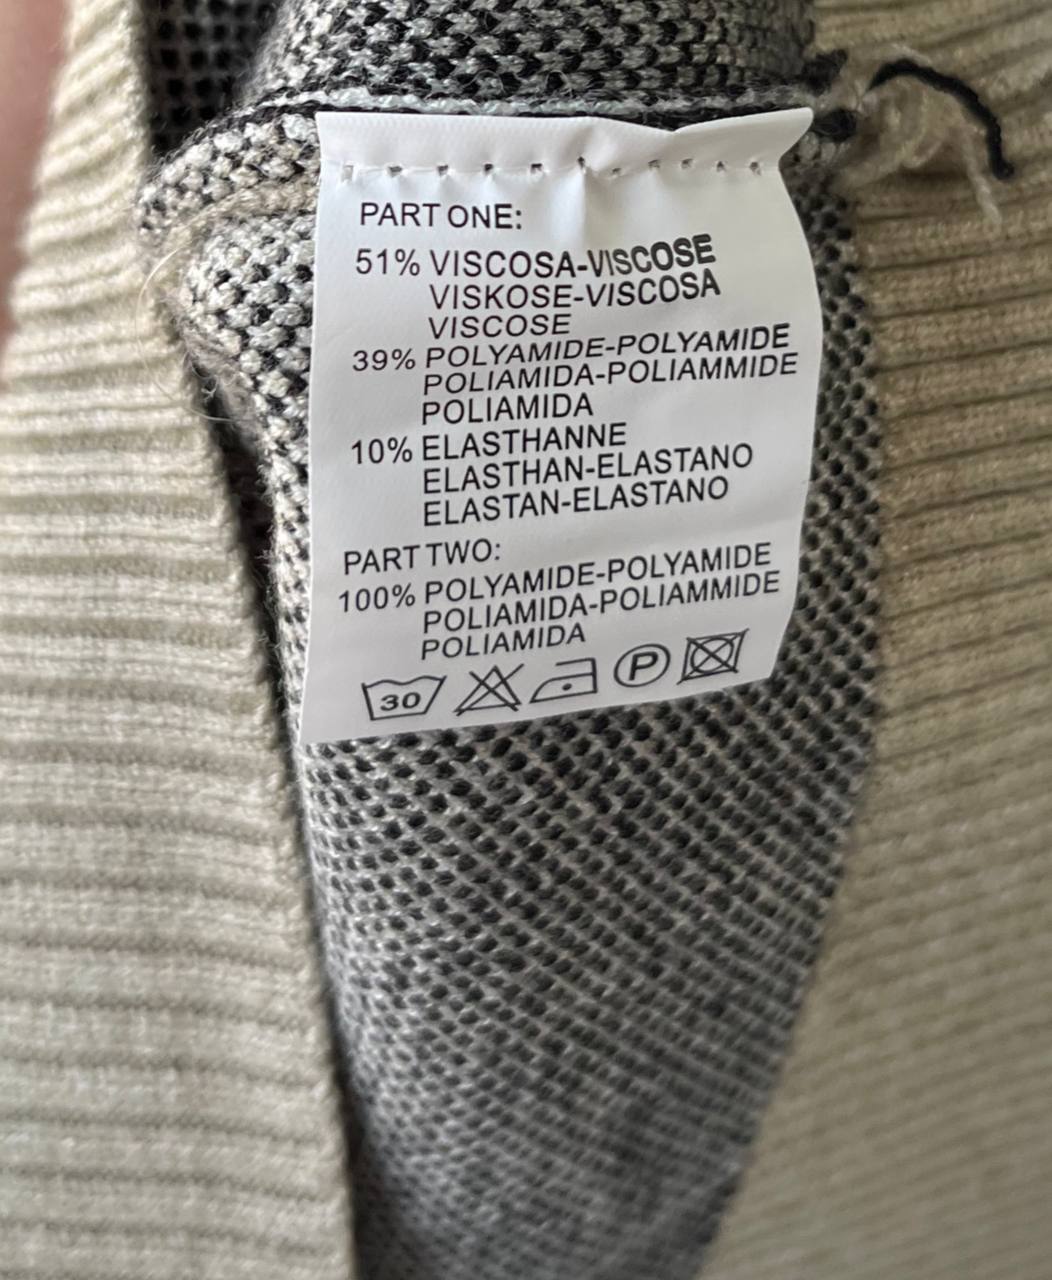 PART ONE:
51% VISCOSA-VISCOSE
VISKOSE-VISCOSA
VISCOSE
39% POLYAMIDE-POLYAMIDE
POLIAMIDA-POLIAMMIDE
POLIAMIDA
10% ELASTHANNE
ELASTHAN-ELASTANO
ELASTAN-ELASTANO
PART TWO:
100% POLYAMIDE-POLYAMIDE
POLIAMIDA-POLIAMMIDE
POLIAMIDA
30 P